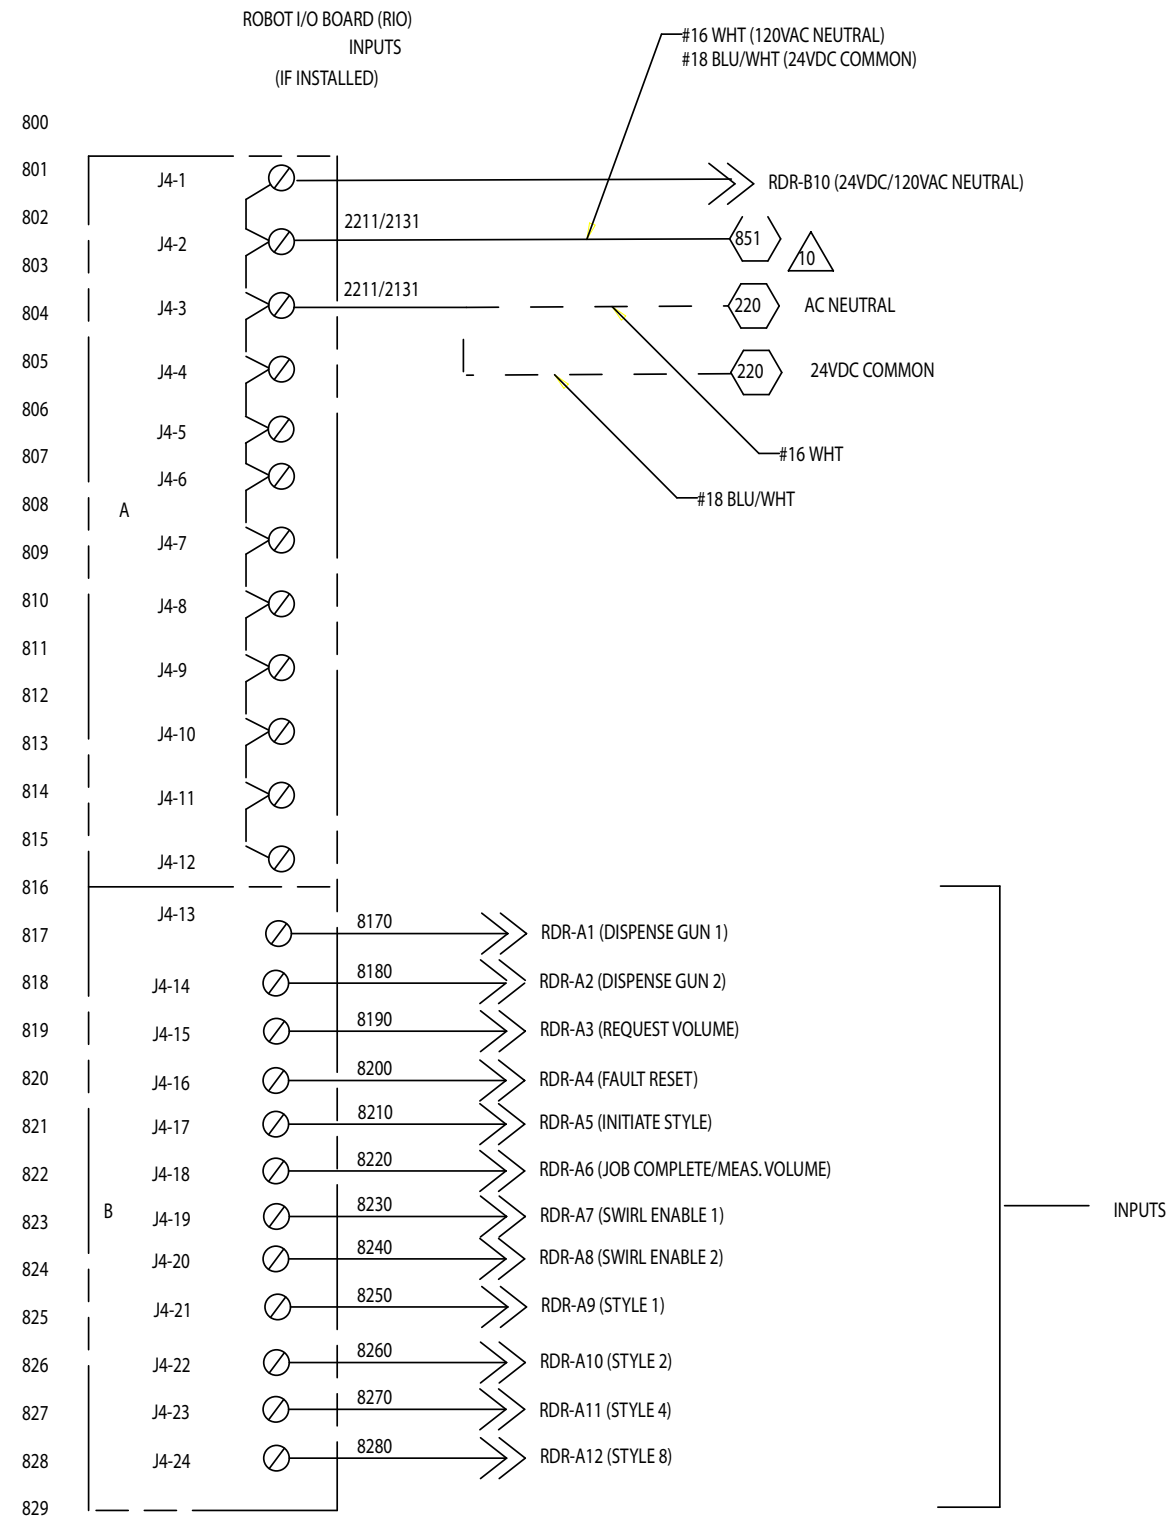 ROBOT I/O BOARD (RIO)
INPUTS
(IF INSTALLED)
#16 WHT (120VAC NEUTRAL)
#18 BLU/WHT (24VDC COMMON)
800
801
J4-1
RDR-B10 (24VDC/120VAC NEUTRAL)
802
2211/2131
J4-2
851
10
803
2211/2131
804
J4-3
220
AC NEUTRAL
805
J4-4
220
24VDC COMMON
806
J4-5
807
#16 WHT
J4-6
#18 BLU/WHT
808
A
J4-7
809
810
J4-8
811
J4-9
812
J4-10
813
814
J4-11
815
J4-12
816
J4-13
817
8170
RDR-A1 (DISPENSE GUN 1)
818
J4-14
8180
RDR-A2 (DISPENSE GUN 2)
819
J4-15
8190
RDR-A3 (REQUEST VOLUME)
820
J4-16
8200
RDR-A4 (FAULT RESET)
821
J4-17
8210
RDR-A5 (INITIATE STYLE)
822
J4-18
8220
RDR-A6 (JOB COMPLETE/MEAS. VOLUME)
823
B
J4-19
8230
RDR-A7 (SWIRL ENABLE 1)
INPUTS
824
J4-20
8240
RDR-A8 (SWIRL ENABLE 2)
825
J4-21
8250
RDR-A9 (STYLE 1)
826
J4-22
8260
RDR-A10 (STYLE 2)
827
J4-23
8270
RDR-A11 (STYLE 4)
828
J4-24
8280
RDR-A12 (STYLE 8)
829